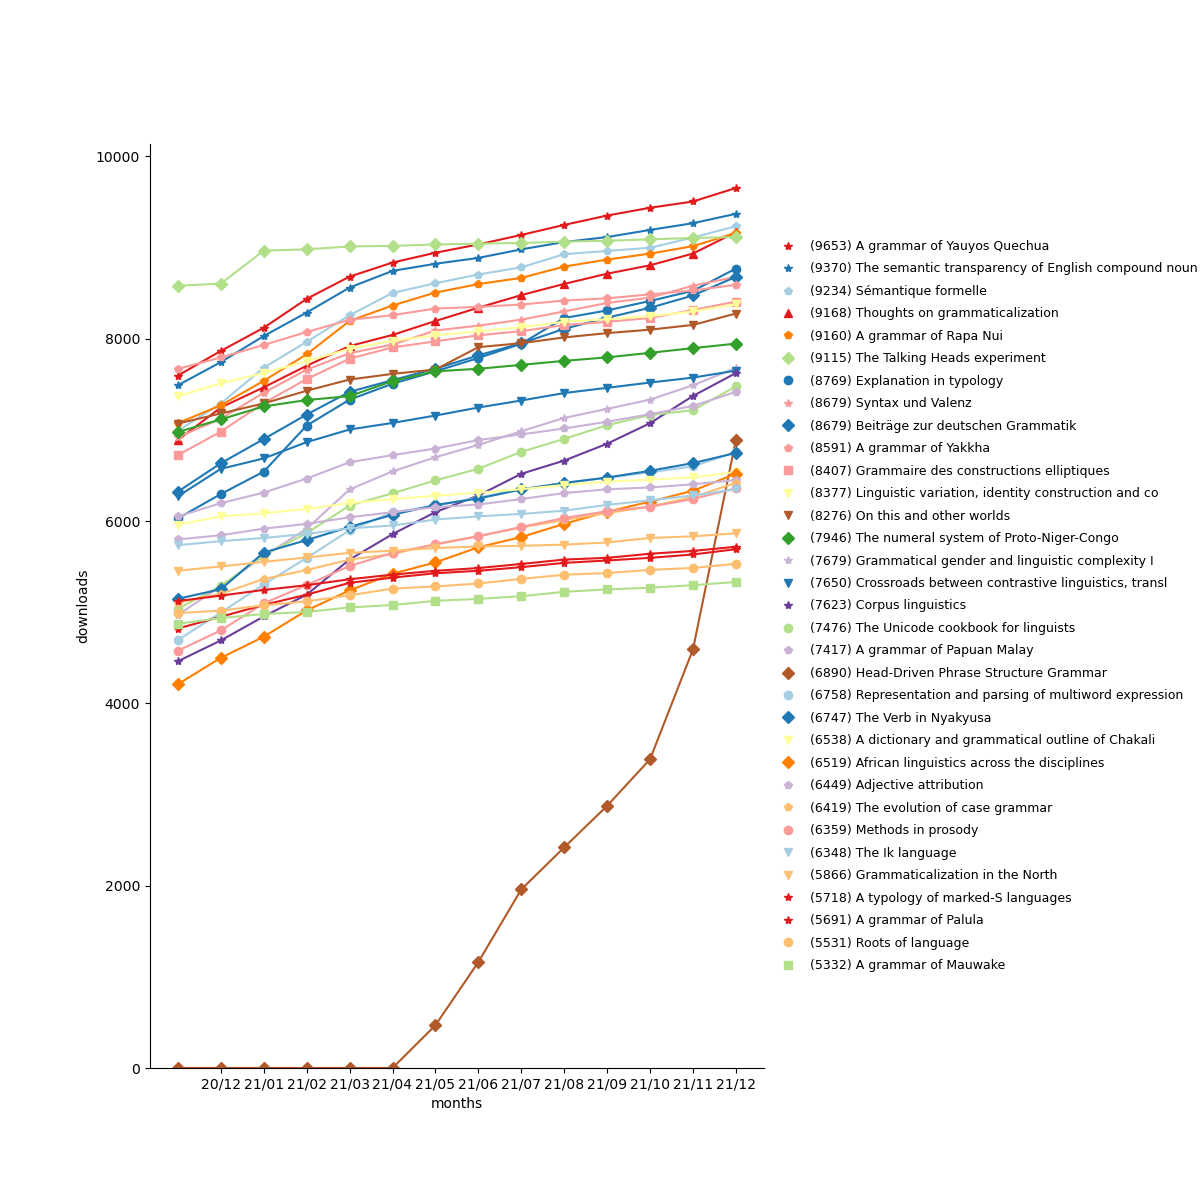 10000
8000
6000
4000
2000
0
downloads
20/12 21/01 21/02 21/03 21/04 21/05 21/06 21/07 21/08 21/09 21/10 21/11 21/12
months
(9653) A grammar of Yauyos Quechua
(9370) The semantic transparency of English compound noun
(9234) Sémantique formelle
(9168) Thoughts on grammaticalization
(9160) A grammar of Rapa Nui
(9115) The Talking Heads experiment
(8769) Explanation in typology
(8679) Syntax und Valenz
(8679) Beiträge zur deutschen Grammatik
(8591) A grammar of Yakkha
(8407) Grammaire des constructions elliptiques
(8377) Linguistic variation, identity construction and co
(8276) On this and other worlds
(7946) The numeral system of Proto-Niger-Congo
(7679) Grammatical gender and linguistic complexity I
(7650) Crossroads between contrastive linguistics, transl
(7623) Corpus linguistics
(7476) The Unicode cookbook for linguists
(7417) A grammar of Papuan Malay
(6890) Head-Driven Phrase Structure Grammar
(6758) Representation and parsing of multiword expression
(6747) The Verb in Nyakyusa
(6538) A dictionary and grammatical outline of Chakali
(6519) African linguistics across the disciplines
(6449) Adjective attribution
(6419) The evolution of case grammar
(6359) Methods in prosody
(6348) The Ik language
(5866) Grammaticalization in the North
(5718) A typology of marked-S languages
(5691) A grammar of Palula
(5531) Roots of language
(5332) A grammar of Mauwake